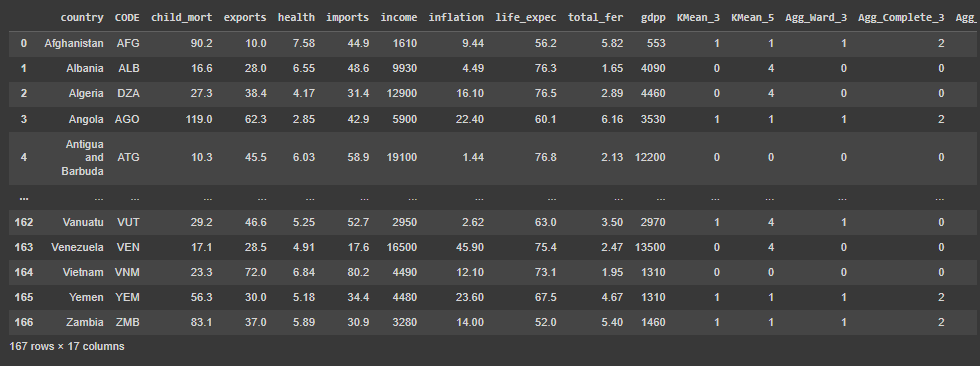 country CODE child_mort exports health imports income inflation life_expec total_fer gdpp KMean_3 KMean_5 Agg_Ward_3 Agg_Complete_3 Agg_
0 Afghanistan AFG 90.2 10.0 7.58 44.9 1610 9.44 56.2 5.82 553 1 1 1 2
1 Albania ALB 16.6 28.0 6.55 48.6 9930 4.49 76.3 1.65 4090 0 4 0 0
2 Algeria DZA 27.3 38.4 4.17 31.4 12900 16.10 76.5 2.89 4460 0 4 0 0
3 Angola AGO 119.0 62.3 2.85 42.9 5900 22.40 60.1 6.16 3530 1 1 1 2
4 Antigua and Barbuda ATG 10.3 45.5 6.03 58.9 19100 1.44 76.8 2.13 12200 0 0 0 0
... ... ... ... ... ... ... ... ... ... ... ... ... ... ... ...
162 Vanuatu VUT 29.2 46.6 5.25 52.7 2950 2.62 63.0 3.50 2970 1 4 1 0
163 Venezuela VEN 17.1 28.5 4.91 17.6 16500 45.90 75.4 2.47 13500 0 4 0 0
164 Vietnam VNM 23.3 72.0 6.84 80.2 4490 12.10 73.1 1.95 1310 0 0 0 0
165 Yemen YEM 56.3 30.0 5.18 34.4 4480 23.60 67.5 4.67 1310 1 1 1 2
166 Zambia ZMB 83.1 37.0 5.89 30.9 3280 14.00 52.0 5.40 1460 1 1 1 2
167 rows × 17 columns